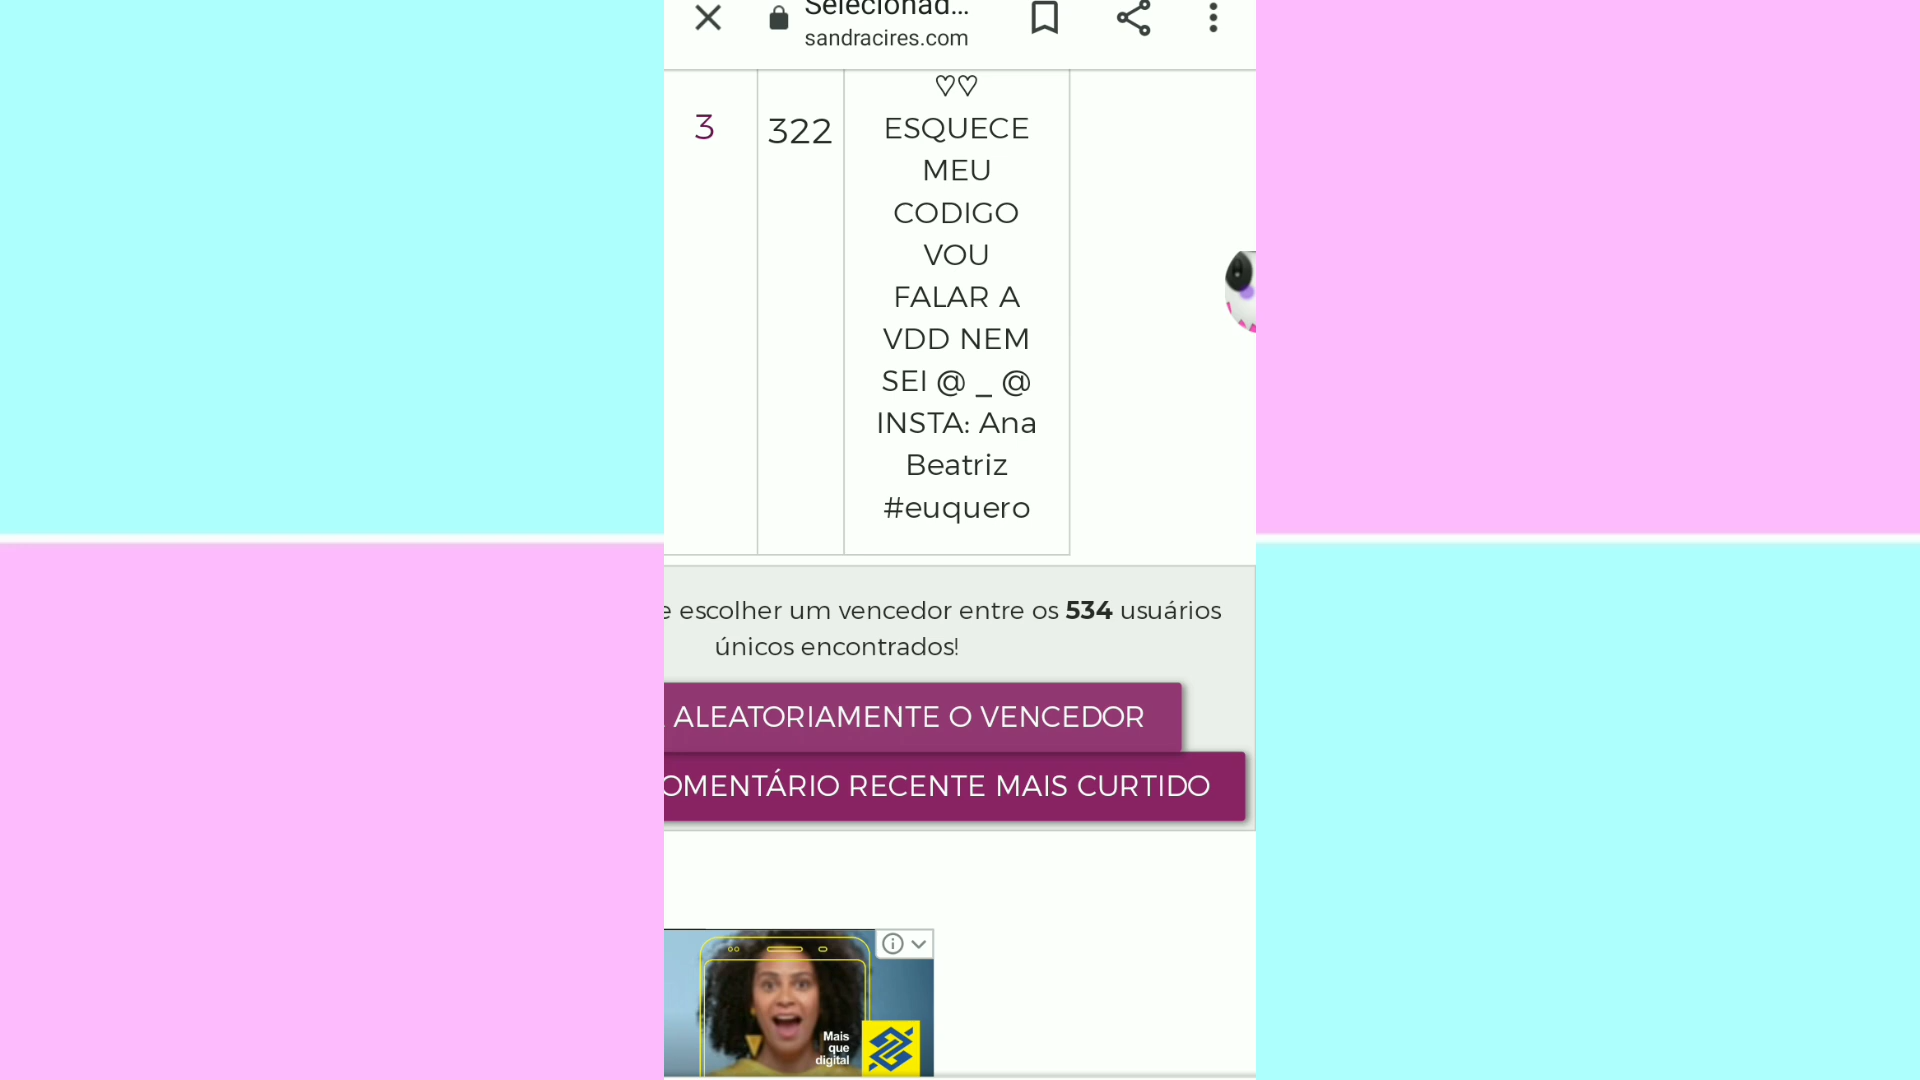 Selecionad...
sandracires.com
♡♡
3
322
ESQUECE
MEU
CODIGO
VOU
FALAR A
VDD NEM
SEI @ _ @
INSTA: Ana
Beatriz
#euquero
e escolher um vencedor entre os 534 usuários
únicos encontrados!
ALEATORIAMENTE O VENCEDOR
OMENTÁRIO RECENTE MAIS CURTIDO
Mais
que
digital